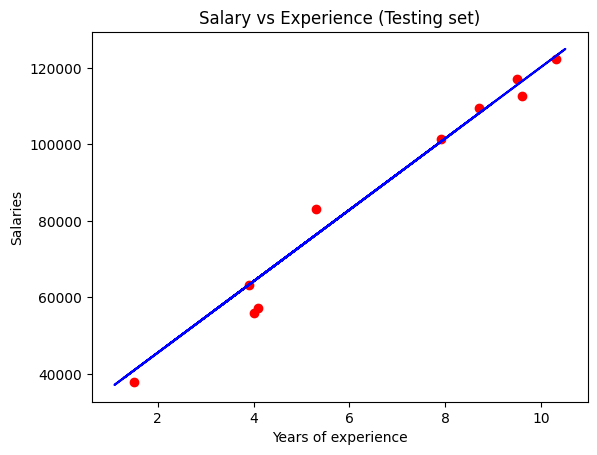 Salary vs Experience (Testing set)
120000
100000
80000
60000
40000
Salaries
2 4 6 8 10
Years of experience